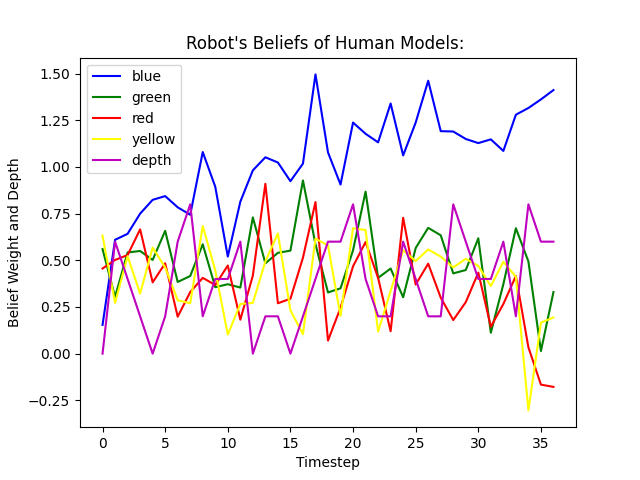 Robot's Beliefs of Human Models:
blue
green
red
yellow
depth
1.50
1.25
1.00
0.75
0.50
0.25
0.00
−0.25
Belief Weight and Depth
0 5 10 15 20 25 30 35
Timestep